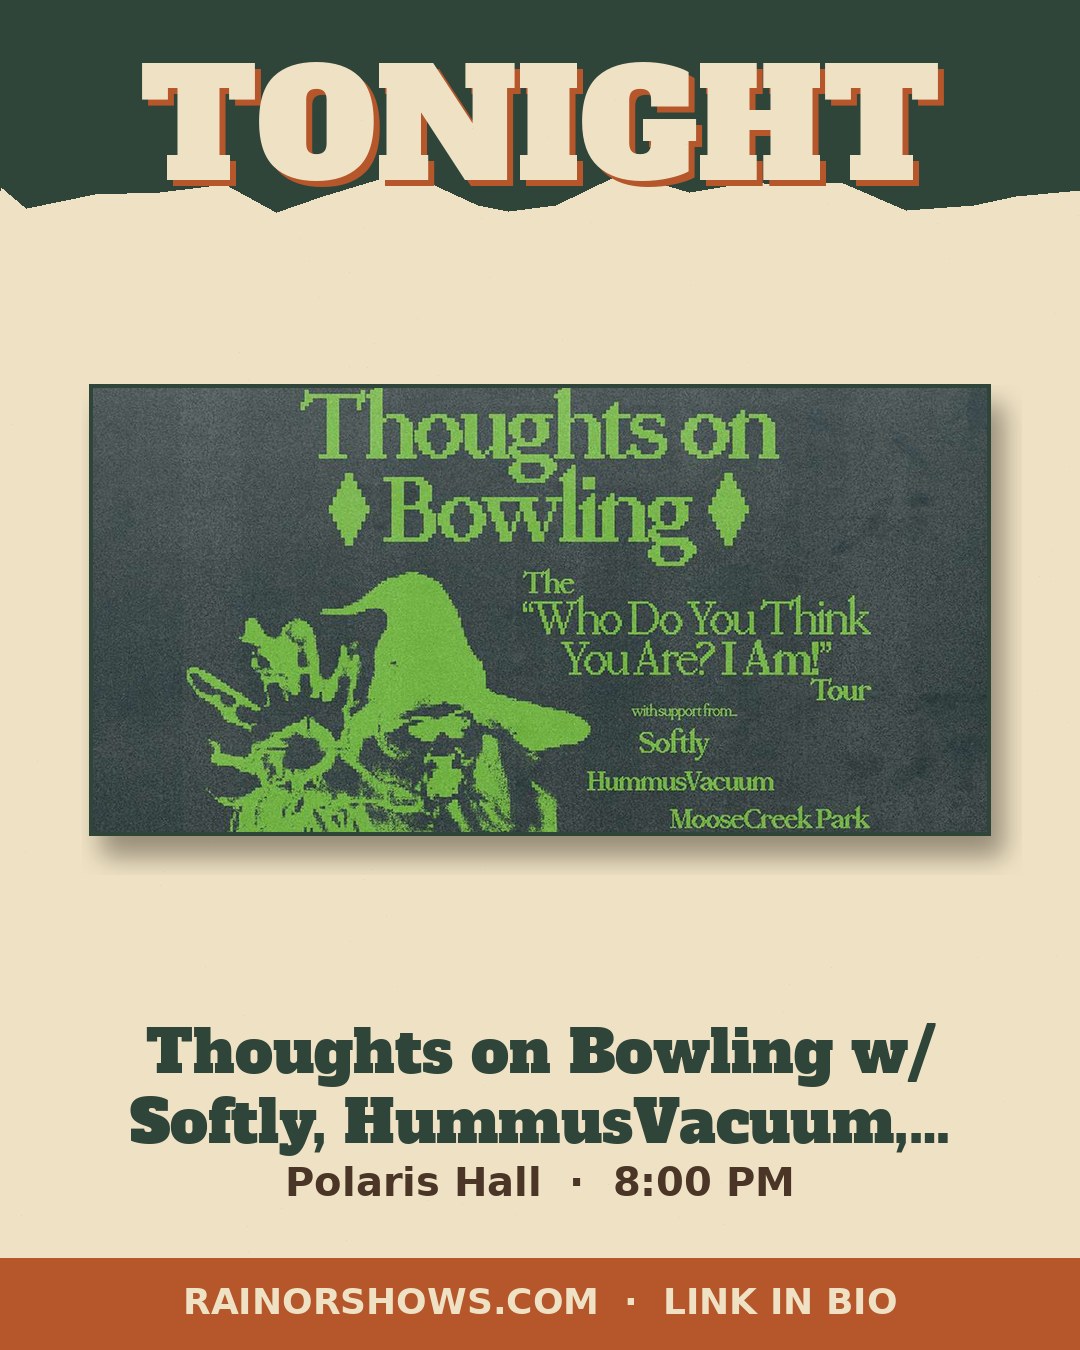 TONIGHT
Thoughts on
Bowling
The
“Who Do You Think
You Are? I Am!”
Tour
with support from...
Softly
HummusVacuum
MooseCreek Park
Thoughts on Bowling w/
Softly, HummusVacuum,...
Polaris Hall · 8:00 PM
RAINORSHOWS.COM · LINK IN BIO